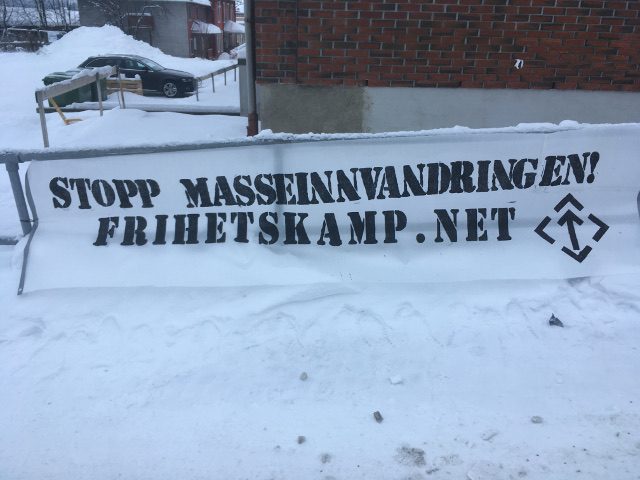 STOPP MASSEINNVANDRINGEN!
FRIHETSKAMP.NET